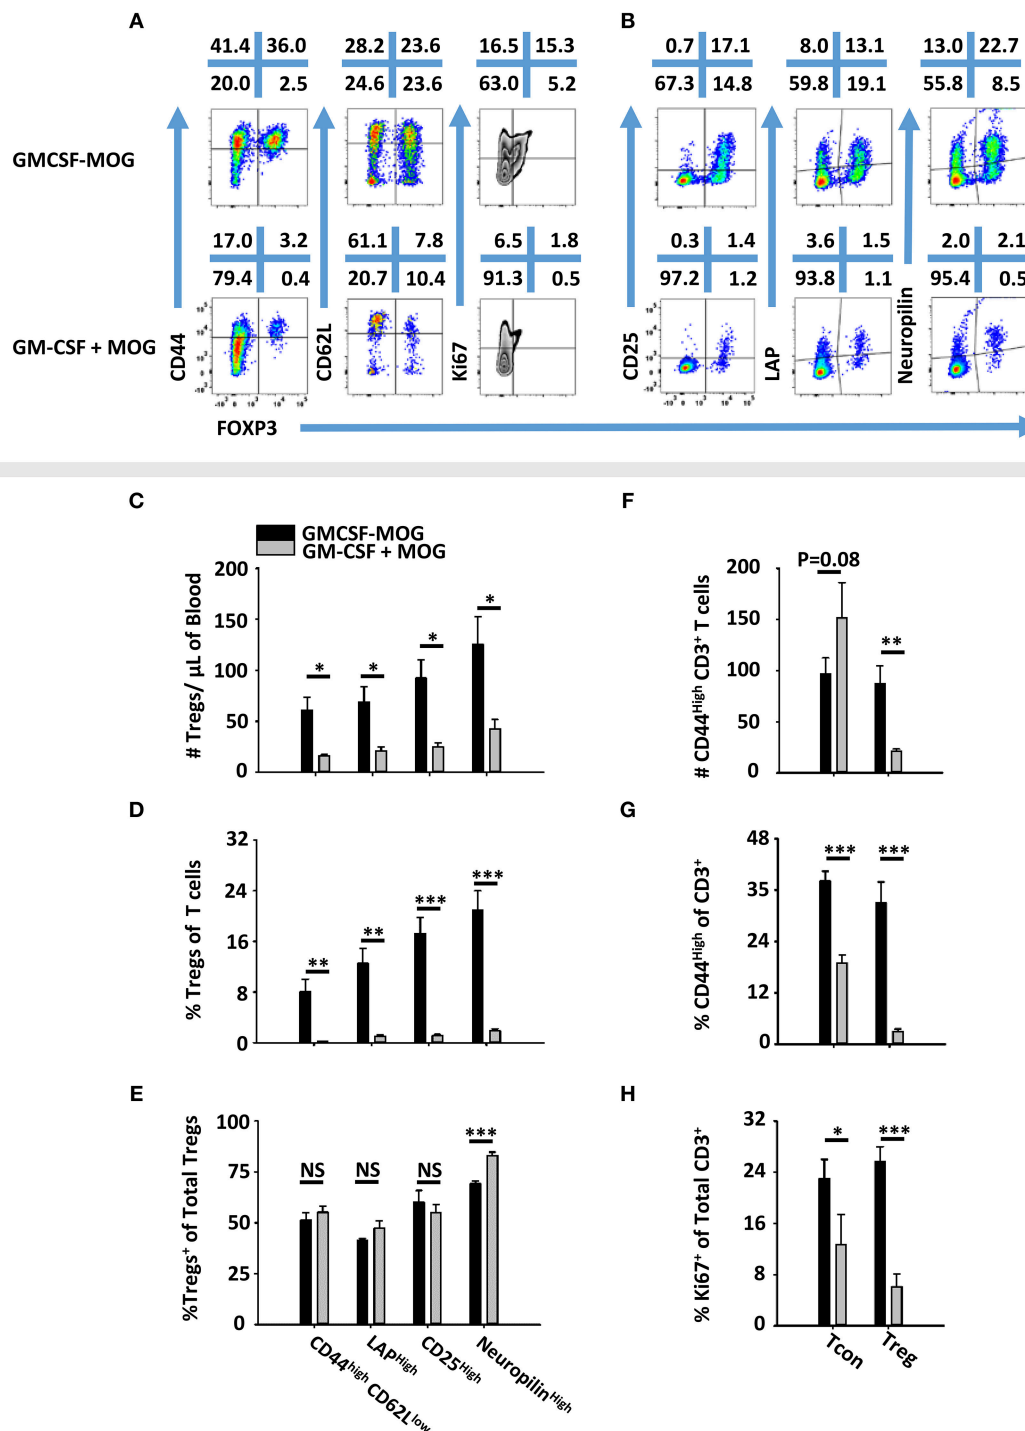 A
B
41.4 36.0 28.2 23.6 16.5 15.3 0.7 17.1 8.0 13.1 13.0 22.7
20.0 2.5 24.6 23.6 63.0 5.2 67.3 14.8 59.8 19.1 55.8 8.5
GMCSF-MOG
17.0 3.2 61.1 7.8 6.5 1.8 0.3 1.4 3.6 1.5 2.0 2.1
79.4 0.4 20.7 10.4 91.3 0.5 97.2 1.2 93.8 1.1 95.4 0.5
GM-CSF + MOG
CD44
CD62L
Ki67
CD25
LAP
Neuropilin
FOXP3
C
GMCSF-MOG
GM-CSF + MOG
# Tregs/ µL of Blood
200
150
100
50
0
* * * *
D
% Tregs of T cells
32
24
16
8
0
** ** *** ***
E
%Tregs⁺ of Total Tregs
100
75
50
25
0
NS NS NS ***
CD44high CD62Llow
LAPHigh
CD25High
NeuropilinHigh
F
# CD44High CD3⁺ T cells
200
150
100
50
0
P=0.08
**
G
% CD44High of CD3⁺
48
35
24
12
0
*** ***
H
% Ki67⁺ of Total CD3⁺
32
24
16
8
0
* ***
Tcon
Treg